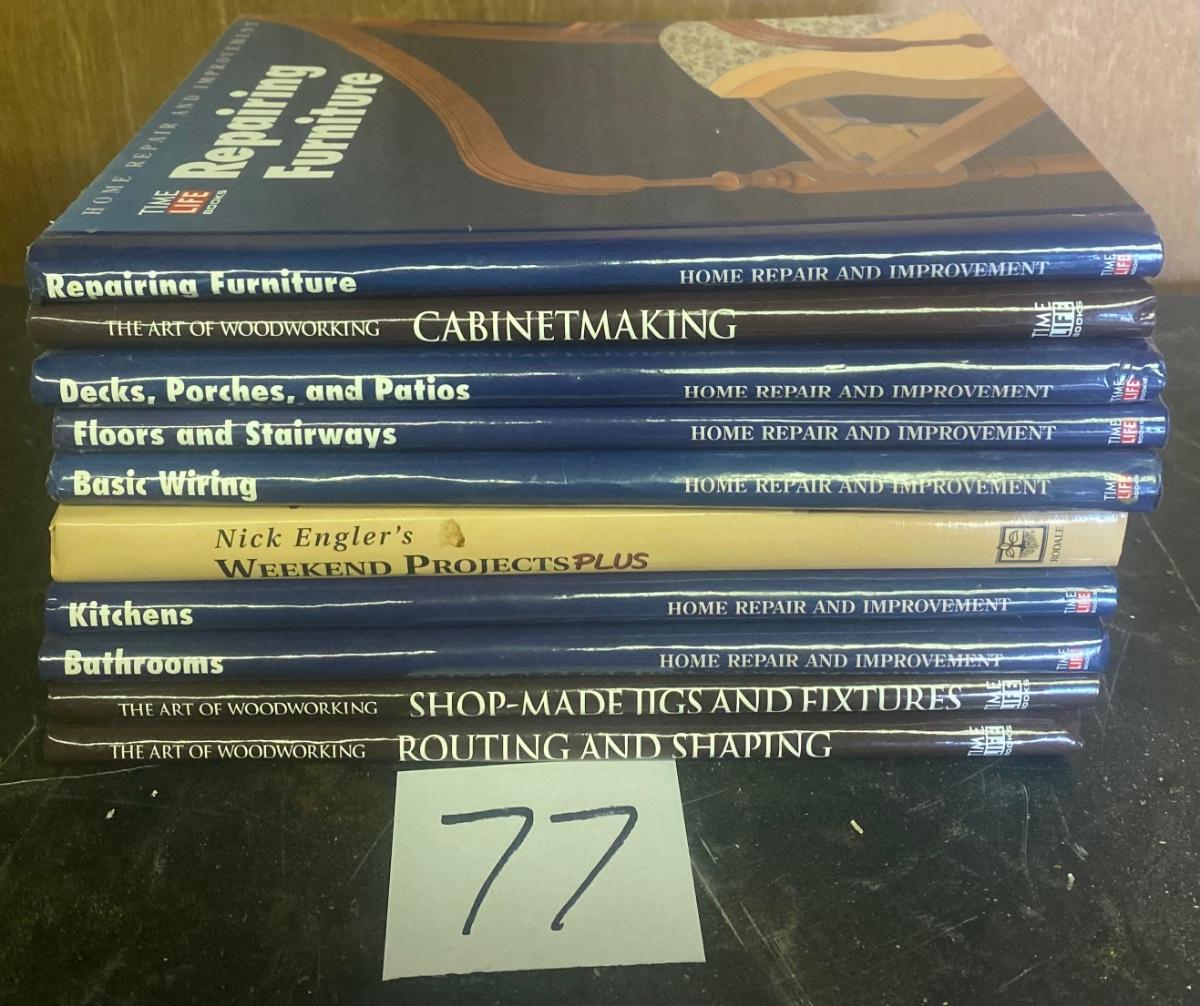 HOME REPAIR AND IMPROVEMENT
Repairing
Furniture
TIME
LIFE
BOOKS
Repairing Furniture HOME REPAIR AND IMPROVEMENT TIME LIFE BOOKS
THE ART OF WOODWORKING CABINETMAKING TIME LIFE BOOKS
Decks, Porches, and Patios HOME REPAIR AND IMPROVEMENT TIME LIFE BOOKS
Floors and Stairways HOME REPAIR AND IMPROVEMENT TIME LIFE BOOKS
Basic Wiring HOME REPAIR AND IMPROVEMENT TIME LIFE BOOKS
Nick Engler's
WEEKEND PROJECTS PLUS RODALE
Kitchens HOME REPAIR AND IMPROVEMENT TIME LIFE BOOKS
Bathrooms HOME REPAIR AND IMPROVEMENT TIME LIFE BOOKS
THE ART OF WOODWORKING SHOP-MADE JIGS AND FIXTURES TIME LIFE BOOKS
THE ART OF WOODWORKING ROUTING AND SHAPING TIME LIFE BOOKS
77